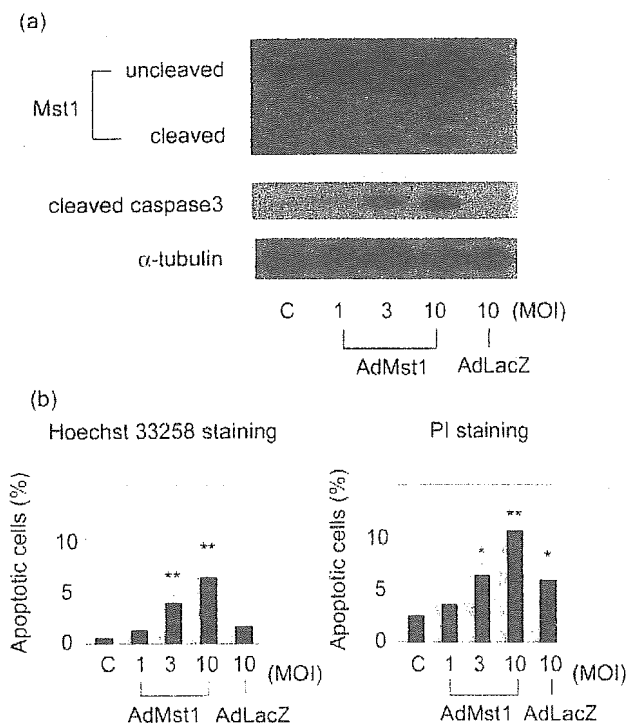 (a)
uncleaved
Mst1
cleaved
cleaved caspase3
α-tubulin
C 1 3 10 10 (MOI)
AdMst1 AdLacZ
(b)
Hoechst 33258 staining PI staining
Apoptotic cells (%)
10
5
0
** **
C 1 3 10 10 (MOI)
AdMst1 AdLacZ
Apoptotic cells (%)
10
5
0
* ** *
C 1 3 10 10 (MOI)
AdMst1 AdLacZ